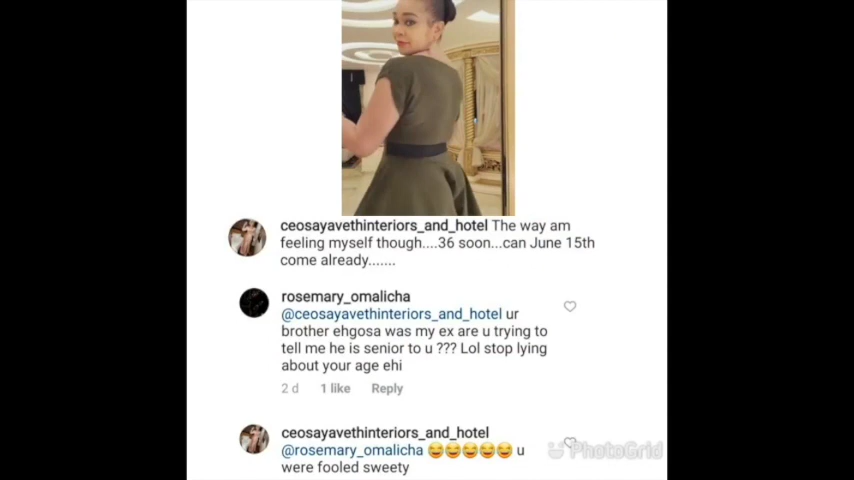 ceosayavethinteriors_and_hotel The way am
feeling myself though....36 soon...can June 15th
come already.......
rosemary_omalicha
@ceosayavethinteriors_and_hotel ur
brother ehgosa was my ex are u trying to
tell me he is senior to u ??? Lol stop lying
about your age ehi
2 d 1 like Reply
ceosayavethinteriors_and_hotel
@rosemary_omalicha 😂😂😂😂😂 u
were fooled sweety
PhotoGrid